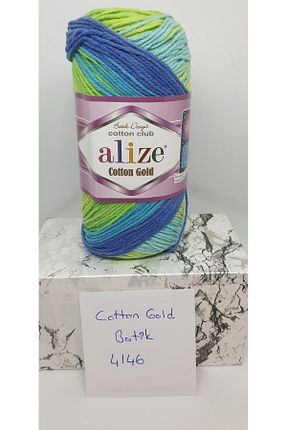 Batik Design
cotton club
alize
Cotton Gold
Cotton Gold
Batik
4146